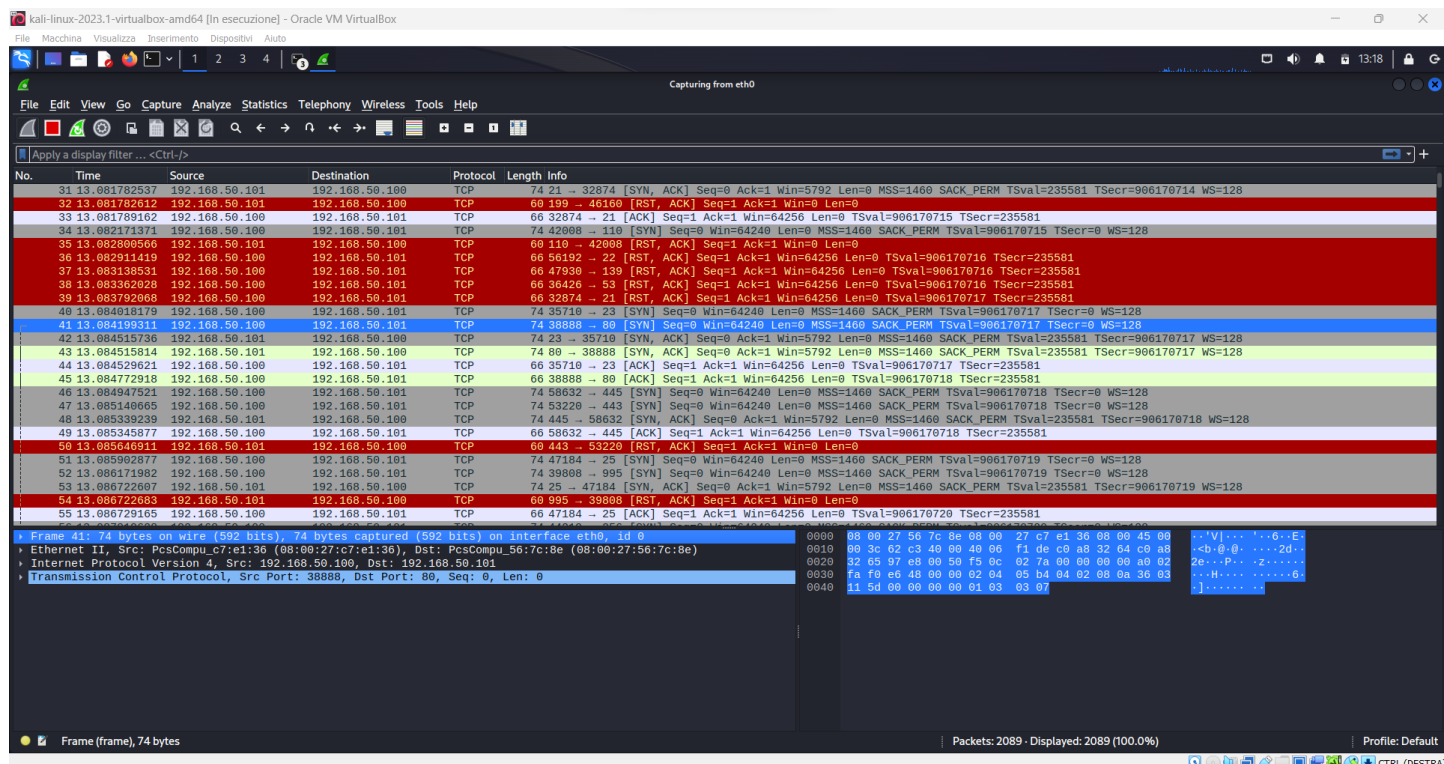 kali-linux-2023.1-virtualbox-amd64 [In esecuzione] - Oracle VM VirtualBox
File Macchina Visualizza Inserimento Dispositivi Aiuto
1 2 3 4 3 13:18
Capturing from eth0
File Edit View Go Capture Analyze Statistics Telephony Wireless Tools Help
Apply a display filter ... <Ctrl-/>
No. Time Source Destination Protocol Length Info
31 13.081782537 192.168.50.101 192.168.50.100 TCP 74 21 → 32874 [SYN, ACK] Seq=0 Ack=1 Win=5792 Len=0 MSS=1460 SACK_PERM TSval=235581 TSecr=906170714 WS=128
32 13.081782612 192.168.50.101 192.168.50.100 TCP 60 199 → 46160 [RST, ACK] Seq=1 Ack=1 Win=0 Len=0
33 13.081789162 192.168.50.100 192.168.50.101 TCP 66 32874 → 21 [ACK] Seq=1 Ack=1 Win=64256 Len=0 TSval=906170715 TSecr=235581
34 13.082171371 192.168.50.100 192.168.50.101 TCP 74 42008 → 110 [SYN] Seq=0 Win=64240 Len=0 MSS=1460 SACK_PERM TSval=906170715 TSecr=0 WS=128
35 13.082800566 192.168.50.101 192.168.50.100 TCP 60 110 → 42008 [RST, ACK] Seq=1 Ack=1 Win=0 Len=0
36 13.082911419 192.168.50.100 192.168.50.101 TCP 66 56192 → 22 [RST, ACK] Seq=1 Ack=1 Win=64256 Len=0 TSval=906170716 TSecr=235581
37 13.083138531 192.168.50.100 192.168.50.101 TCP 66 47930 → 139 [RST, ACK] Seq=1 Ack=1 Win=64256 Len=0 TSval=906170716 TSecr=235581
38 13.083362028 192.168.50.100 192.168.50.101 TCP 66 36426 → 53 [RST, ACK] Seq=1 Ack=1 Win=64256 Len=0 TSval=906170716 TSecr=235581
39 13.083792068 192.168.50.100 192.168.50.101 TCP 66 32874 → 21 [RST, ACK] Seq=1 Ack=1 Win=64256 Len=0 TSval=906170717 TSecr=235581
40 13.084018179 192.168.50.100 192.168.50.101 TCP 74 35710 → 23 [SYN] Seq=0 Win=64240 Len=0 MSS=1460 SACK_PERM TSval=906170717 TSecr=0 WS=128
41 13.084199311 192.168.50.100 192.168.50.101 TCP 74 38888 → 80 [SYN] Seq=0 Win=64240 Len=0 MSS=1460 SACK_PERM TSval=906170717 TSecr=0 WS=128
42 13.084515736 192.168.50.101 192.168.50.100 TCP 74 23 → 35710 [SYN, ACK] Seq=0 Ack=1 Win=5792 Len=0 MSS=1460 SACK_PERM TSval=235581 TSecr=906170717 WS=128
43 13.084515814 192.168.50.101 192.168.50.100 TCP 74 80 → 38888 [SYN, ACK] Seq=0 Ack=1 Win=5792 Len=0 MSS=1460 SACK_PERM TSval=235581 TSecr=906170717 WS=128
44 13.084529621 192.168.50.100 192.168.50.101 TCP 66 35710 → 23 [ACK] Seq=1 Ack=1 Win=64256 Len=0 TSval=906170717 TSecr=235581
45 13.084772918 192.168.50.100 192.168.50.101 TCP 66 38888 → 80 [ACK] Seq=1 Ack=1 Win=64256 Len=0 TSval=906170718 TSecr=235581
46 13.084947521 192.168.50.100 192.168.50.101 TCP 74 58632 → 445 [SYN] Seq=0 Win=64240 Len=0 MSS=1460 SACK_PERM TSval=906170718 TSecr=0 WS=128
47 13.085140665 192.168.50.100 192.168.50.101 TCP 74 53220 → 443 [SYN] Seq=0 Win=64240 Len=0 MSS=1460 SACK_PERM TSval=906170718 TSecr=0 WS=128
48 13.085339239 192.168.50.101 192.168.50.100 TCP 74 445 → 58632 [SYN, ACK] Seq=0 Ack=1 Win=5792 Len=0 MSS=1460 SACK_PERM TSval=235581 TSecr=906170718 WS=128
49 13.085345877 192.168.50.100 192.168.50.101 TCP 66 58632 → 445 [ACK] Seq=1 Ack=1 Win=64256 Len=0 TSval=906170718 TSecr=235581
50 13.085646911 192.168.50.101 192.168.50.100 TCP 60 443 → 53220 [RST, ACK] Seq=1 Ack=1 Win=0 Len=0
51 13.085902877 192.168.50.100 192.168.50.101 TCP 74 47184 → 25 [SYN] Seq=0 Win=64240 Len=0 MSS=1460 SACK_PERM TSval=906170719 TSecr=0 WS=128
52 13.086171982 192.168.50.100 192.168.50.101 TCP 74 39808 → 995 [SYN] Seq=0 Win=64240 Len=0 MSS=1460 SACK_PERM TSval=906170719 TSecr=0 WS=128
53 13.086722607 192.168.50.101 192.168.50.100 TCP 74 25 → 47184 [SYN, ACK] Seq=0 Ack=1 Win=5792 Len=0 MSS=1460 SACK_PERM TSval=235581 TSecr=906170719 WS=128
54 13.086722683 192.168.50.101 192.168.50.100 TCP 60 995 → 39808 [RST, ACK] Seq=1 Ack=1 Win=0 Len=0
55 13.086729165 192.168.50.100 192.168.50.101 TCP 66 47184 → 25 [ACK] Seq=1 Ack=1 Win=64256 Len=0 TSval=906170720 TSecr=235581
Frame 41: 74 bytes on wire (592 bits), 74 bytes captured (592 bits) on interface eth0, id 0
Ethernet II, Src: PcsCompu_c7:e1:36 (08:00:27:c7:e1:36), Dst: PcsCompu_56:7c:8e (08:00:27:56:7c:8e)
Internet Protocol Version 4, Src: 192.168.50.100, Dst: 192.168.50.101
Transmission Control Protocol, Src Port: 38888, Dst Port: 80, Seq: 0, Len: 0
0000 08 00 27 56 7c 8e 08 00 27 c7 e1 36 08 00 45 00 ··'V|··· '··6··E·
0010 00 3c 62 c3 40 00 40 06 f1 de c0 a8 32 64 c0 a8 ·<b·@·@· ····2d··
0020 32 65 97 e8 00 50 f5 0c 02 7a 00 00 00 00 a0 02 2e···P·· ·z······
0030 fa f0 e6 48 00 00 02 04 05 b4 04 02 08 0a 36 03 ···H···· ······6·
0040 11 5d 00 00 00 00 01 03 03 07 ·]······ ··
Frame (frame), 74 bytes
Packets: 2089 · Displayed: 2089 (100.0%)
Profile: Default
CTRL (DESTRA)